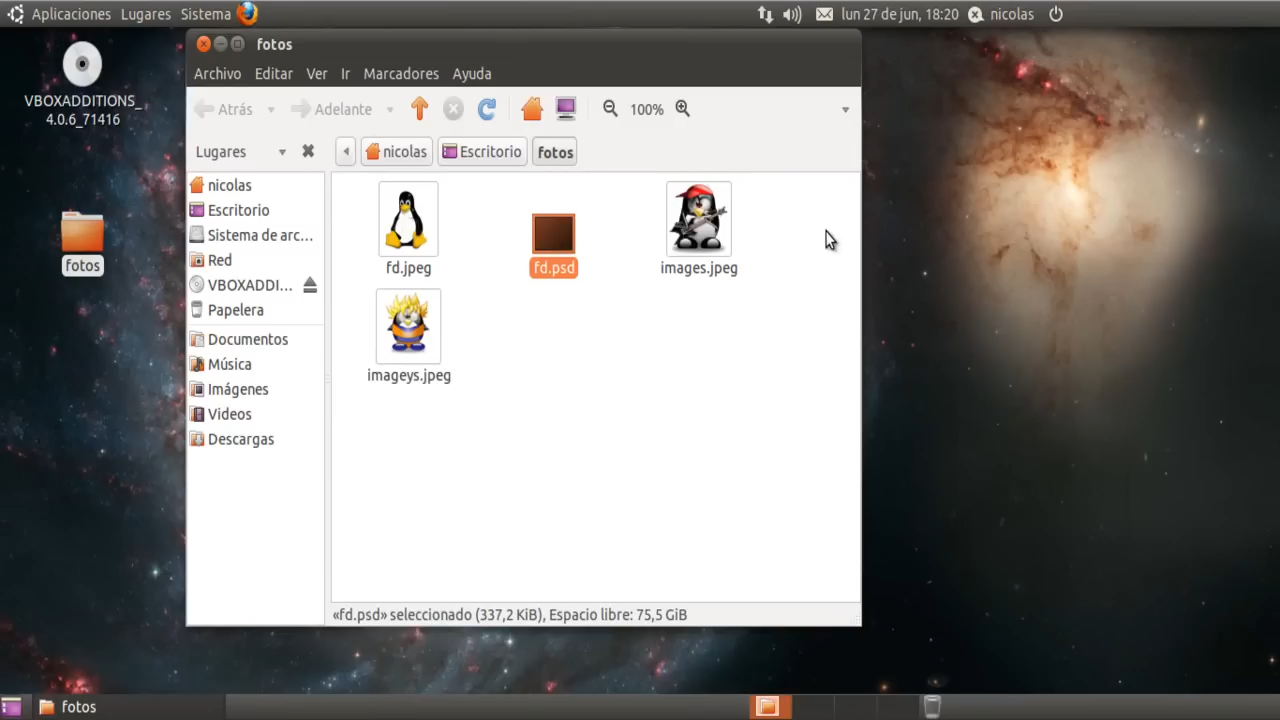 Aplicaciones Lugares Sistema lun 27 de jun, 18:20 nicolas
VBOXADDITIONS_
4.0.6_71416
fotos
fotos
Archivo Editar Ver Ir Marcadores Ayuda
Atrás Adelante 100%
Lugares nicolas Escritorio fotos
nicolas
Escritorio
Sistema de arc...
Red
VBOXADDI...
Papelera
Documentos
Música
Imágenes
Videos
Descargas
fd.jpeg fd.psd images.jpeg
imageys.jpeg
«fd.psd» seleccionado (337,2 KiB), Espacio libre: 75,5 GiB
fotos